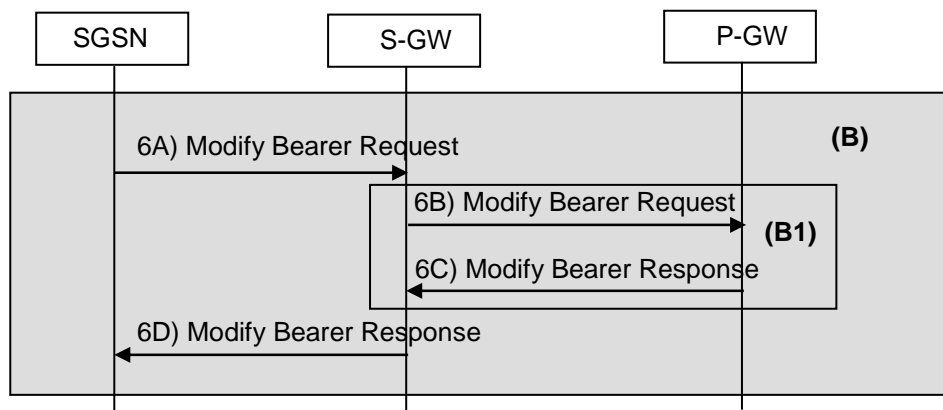 SGSN
S-GW
P-GW
(B)
6A) Modify Bearer Request
6B) Modify Bearer Request
(B1)
6C) Modify Bearer Response
6D) Modify Bearer Response